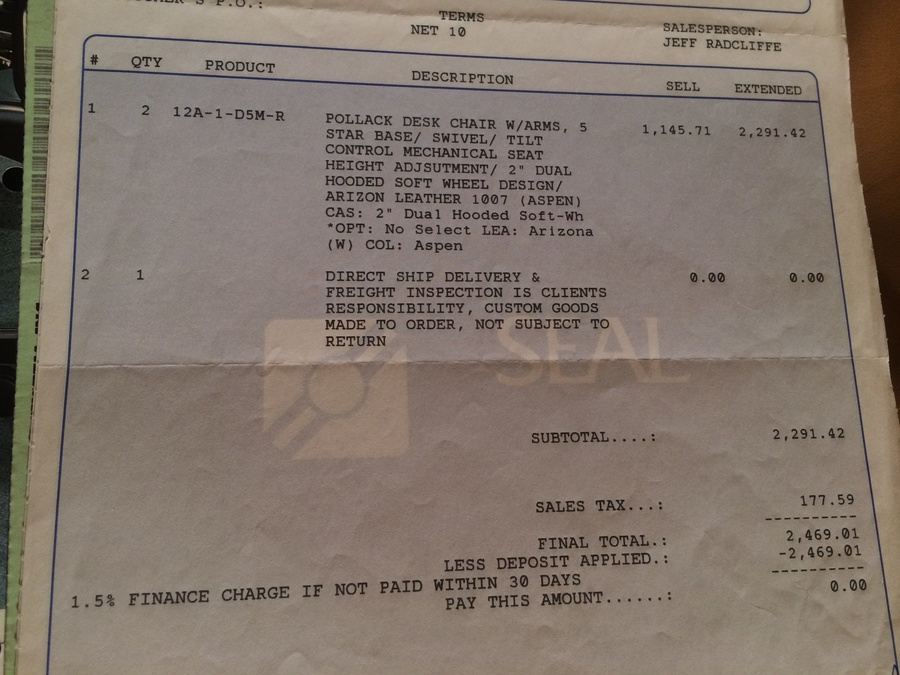 'S P.O.:
TERMS
NET 10
SALESPERSON:
JEFF RADCLIFFE
# QTY PRODUCT DESCRIPTION SELL EXTENDED
1 2 12A-1-D5M-R POLLACK DESK CHAIR W/ARMS, 5 1,145.71 2,291.42
STAR BASE/ SWIVEL/ TILT
CONTROL MECHANICAL SEAT
HEIGHT ADJSUTMENT/ 2" DUAL
HOODED SOFT WHEEL DESIGN/
ARIZON LEATHER 1007 (ASPEN)
CAS: 2" Dual Hooded Soft-Wh
*OPT: No Select LEA: Arizona
(W) COL: Aspen
2 1 DIRECT SHIP DELIVERY & 0.00 0.00
FREIGHT INSPECTION IS CLIENTS
RESPONSIBILITY, CUSTOM GOODS
MADE TO ORDER, NOT SUBJECT TO
RETURN
SEAL
SUBTOTAL....: 2,291.42
SALES TAX...: 177.59
----------
FINAL TOTAL.: 2,469.01
LESS DEPOSIT APPLIED.: -2,469.01
----------
1.5% FINANCE CHARGE IF NOT PAID WITHIN 30 DAYS
PAY THIS AMOUNT......: 0.00